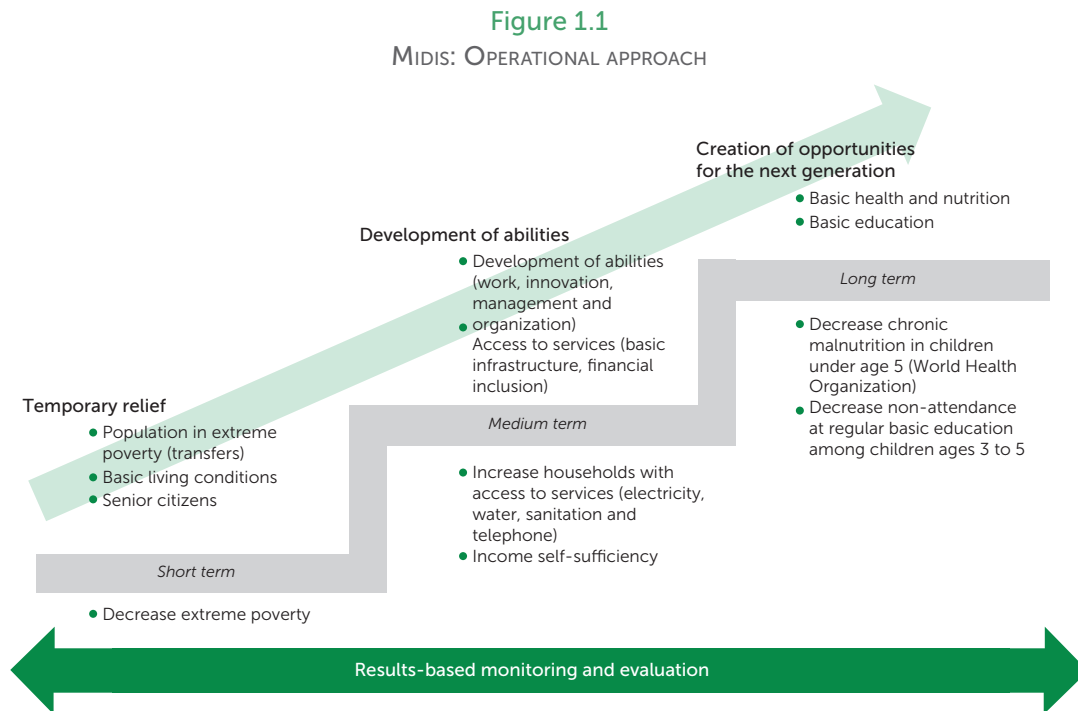 Figure 1.1
MIDIS: OPERATIONAL APPROACH
Creation of opportunities
for the next generation
Basic health and nutrition
Basic education
Development of abilities
Development of abilities
(work, innovation,
management and
organization)
Access to services (basic
infrastructure, financial
inclusion)
Long term
Decrease chronic
malnutrition in children
under age 5 (World Health
Organization)
Decrease non-attendance
at regular basic education
among children ages 3 to 5
Temporary relief
Population in extreme
poverty (transfers)
Basic living conditions
Senior citizens
Medium term
Increase households with
access to services (electricity,
water, sanitation and
telephone)
Income self-sufficiency
Short term
Decrease extreme poverty
Results-based monitoring and evaluation